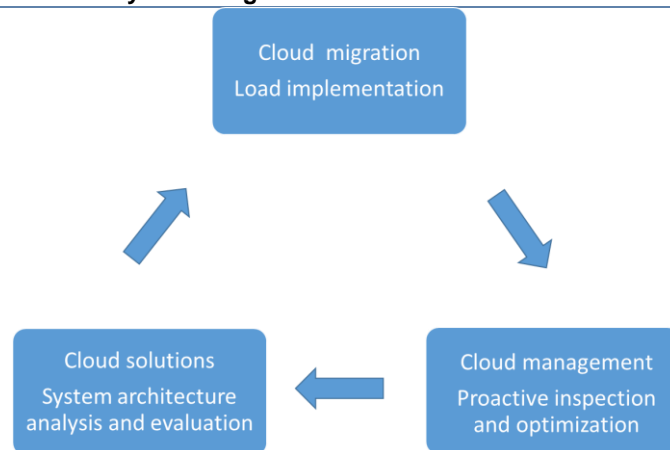 Cloud migration
Load implementation
Cloud solutions
System architecture
analysis and evaluation
Cloud management
Proactive inspection
and optimization